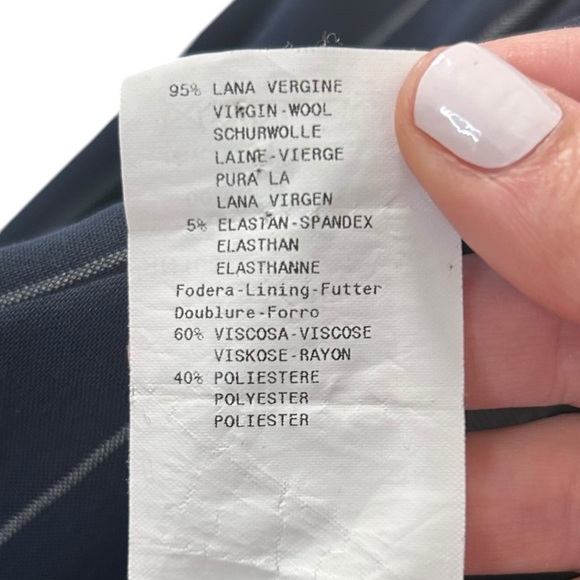 95% LANA VERGINE
VIRGIN-WOOL
SCHURWOLLE
LAINE-VIERGE
PURA LA
LANA VIRGEN
5% ELASTAN-SPANDEX
ELASTHAN
ELASTHANNE
Fodera-Lining-Futter
Doublure-Forro
60% VISCOSA-VISCOSE
VISKOSE-RAYON
40% POLIESTERE
POLYESTER
POLIESTER